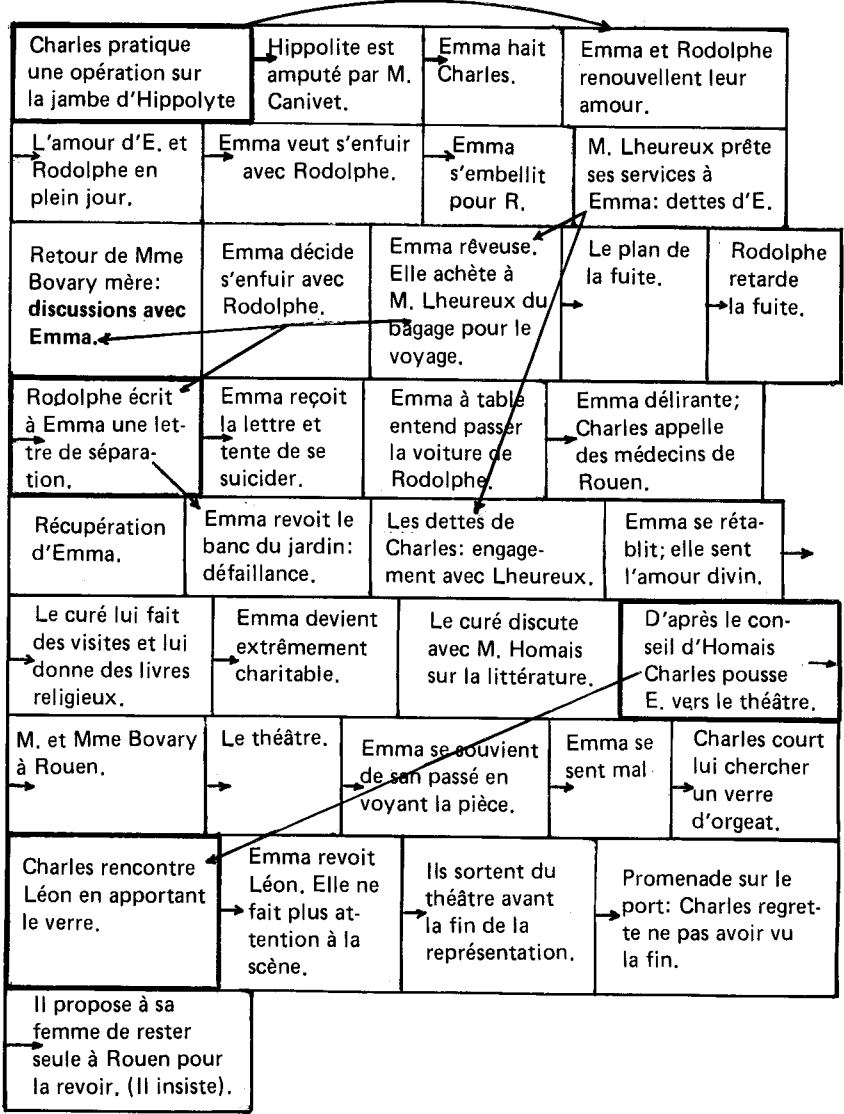 Charles pratique
une opération sur
la jambe d'Hippolyte
Hippolite est
amputé par M.
Canivet.
Emma hait
Charles.
Emma et Rodolphe
renouvellent leur
amour.
L'amour d'E. et
Rodolphe en
plein jour.
Emma veut s'enfuir
avec Rodolphe.
Emma
s'embellit
pour R.
M. Lheureux prête
ses services à
Emma: dettes d'E.
Retour de Mme
Bovary mère:
discussions avec
Emma.
Emma décide
s'enfuir avec
Rodolphe.
Emma rêveuse.
Elle achète à
M. Lheureux du
bagage pour le
voyage.
Le plan de
la fuite.
Rodolphe
retarde
la fuite.
Rodolphe écrit
à Emma une let-
tre de sépara-
tion.
Emma reçoit
la lettre et
tente de se
suicider.
Emma à table
entend passer
la voiture de
Rodolphe.
Emma délirante;
Charles appelle
des médecins de
Rouen.
Récupération
d'Emma.
Emma revoit le
banc du jardin:
défaillance.
Les dettes de
Charles: engage-
ment avec Lheureux.
Emma se réta-
blit; elle sent
l'amour divin.
Le curé lui fait
des visites et lui
donne des livres
religieux.
Emma devient
extrêmement
charitable.
Le curé discute
avec M. Homais
sur la littérature.
D'après le con-
seil d'Homais
Charles pousse
E. vers le théâtre.
M. et Mme Bovary
à Rouen.
Le théâtre.
Emma se souvient
de san passé en
voyant la pièce.
Emma se
sent mal
Charles court
lui chercher
un verre
d'orgeat.
Charles rencontre
Léon en apportant
le verre.
Emma revoit
Léon. Elle ne
fait plus at-
tention à la
scène.
Ils sortent du
théâtre avant
la fin de la
représentation.
Promenade sur le
port: Charles regret-
te ne pas avoir vu
la fin.
Il propose à sa
femme de rester
seule à Rouen pour
la revoir. (Il insiste).